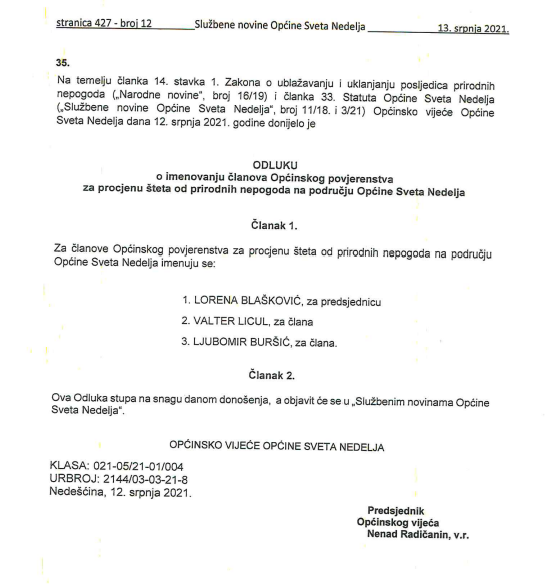 stranica 427 - broj 12 Službene novine Općine Sveta Nedelja 13. srpnja 2021.
35.
Na temelju članka 14. stavka 1. Zakona o ublažavanju i uklanjanju posljedica prirodnih
nepogoda („Narodne novine", broj 16/19) i članka 33. Statuta Općine Sveta Nedelja
(„Službene novine Općine Sveta Nedelja", broj 11/18. i 3/21) Općinsko vijeće Općine
Sveta Nedelja dana 12. srpnja 2021. godine donijelo je
ODLUKU
o imenovanju članova Općinskog povjerenstva
za procjenu šteta od prirodnih nepogoda na području Općine Sveta Nedelja
Članak 1.
Za članove Općinskog povjerenstva za procjenu šteta od prirodnih nepogoda na području
Općine Sveta Nedelja imenuju se:
1. LORENA BLAŠKOVIĆ, za predsjednicu
2. VALTER LICUL, za člana
3. LJUBOMIR BURŠIĆ, za člana.
Članak 2.
Ova Odluka stupa na snagu danom donošenja, a objavit će se u „Službenim novinama Općine
Sveta Nedelja".
OPĆINSKO VIJEĆE OPĆINE SVETA NEDELJA
KLASA: 021-05/21-01/004
URBROJ: 2144/03-03-21-8
Nedešćina, 12. srpnja 2021.
Predsjednik
Općinskog vijeća
Nenad Radičanin, v.r.